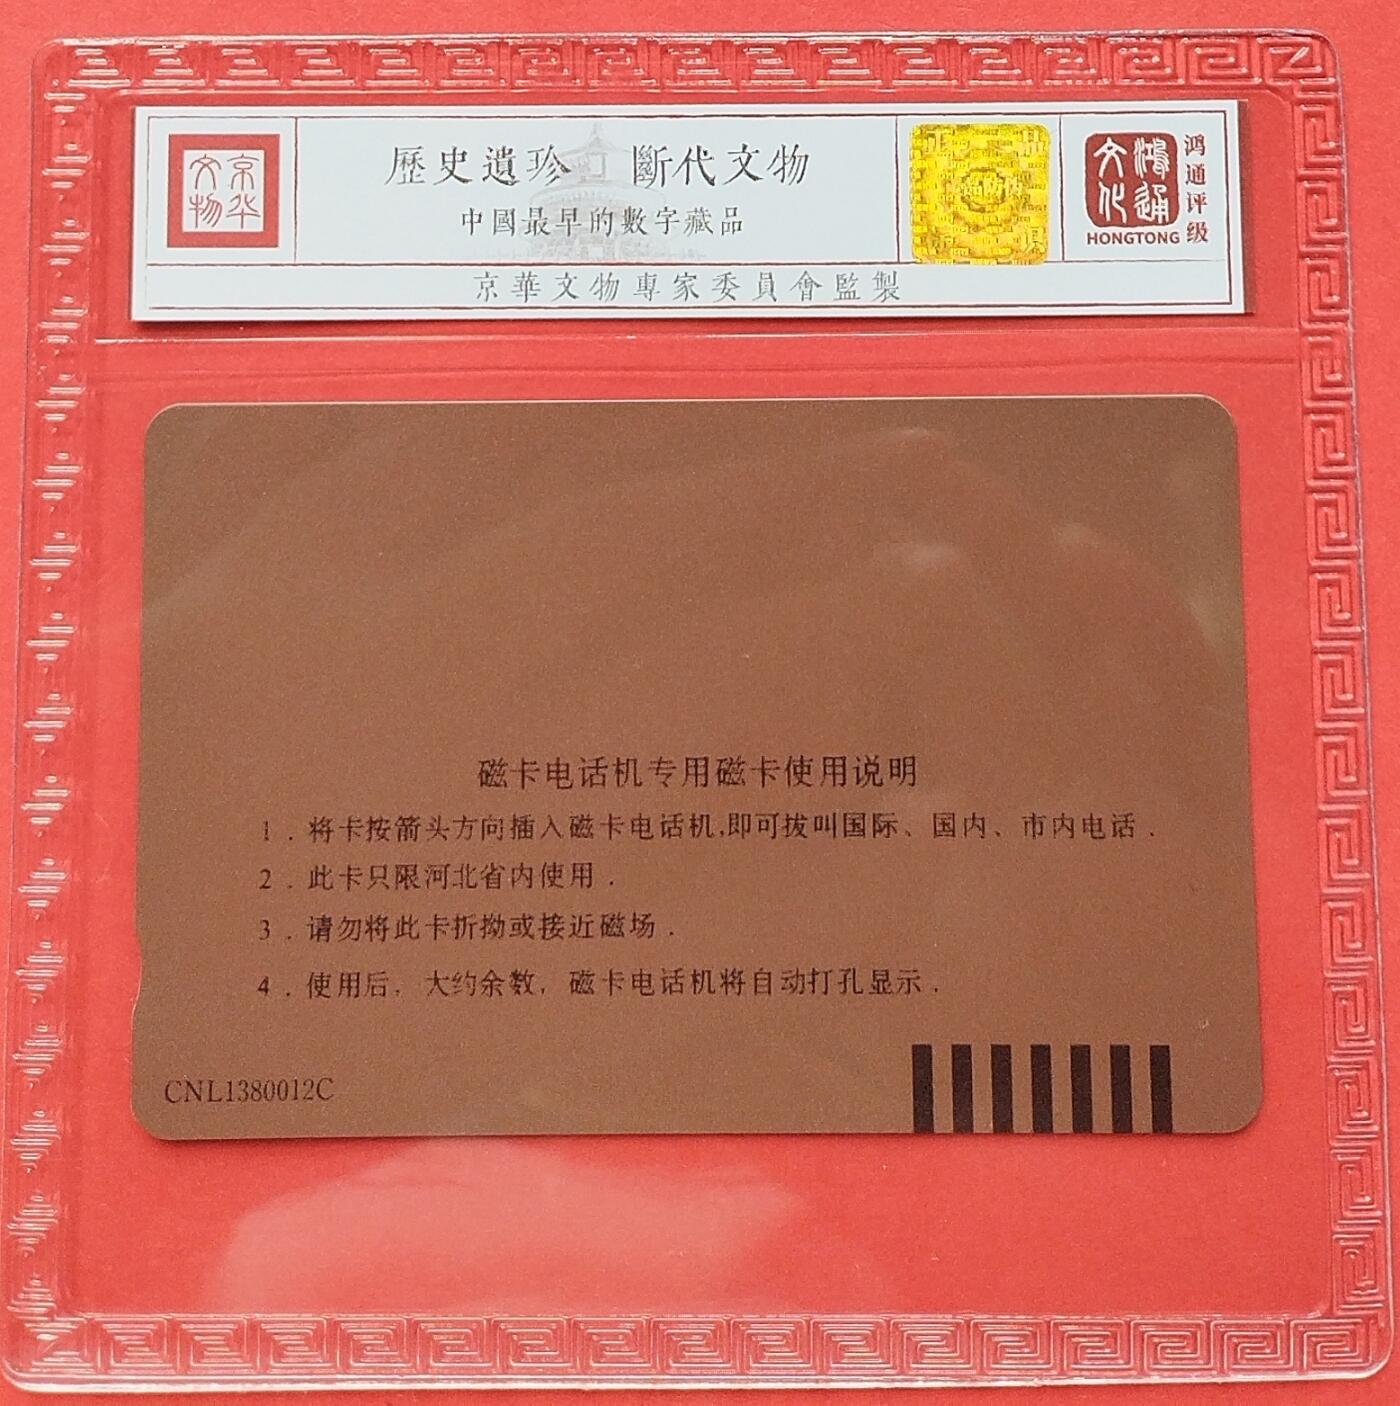 京华
文物
歷史遺珍 斷代文物
中國最早的數字藏品
京華文物專家委員會監製
鴻通
文化
HONGTONG
鸿通评级
磁卡电话机专用磁卡使用说明
1．将卡按箭头方向插入磁卡电话机,即可拔叫国际、国内、市内电话．
2．此卡只限河北省内使用．
3．请勿将此卡折拗或接近磁场．
4．使用后，大约余数，磁卡电话机将自动打孔显示．
CNL1380012C